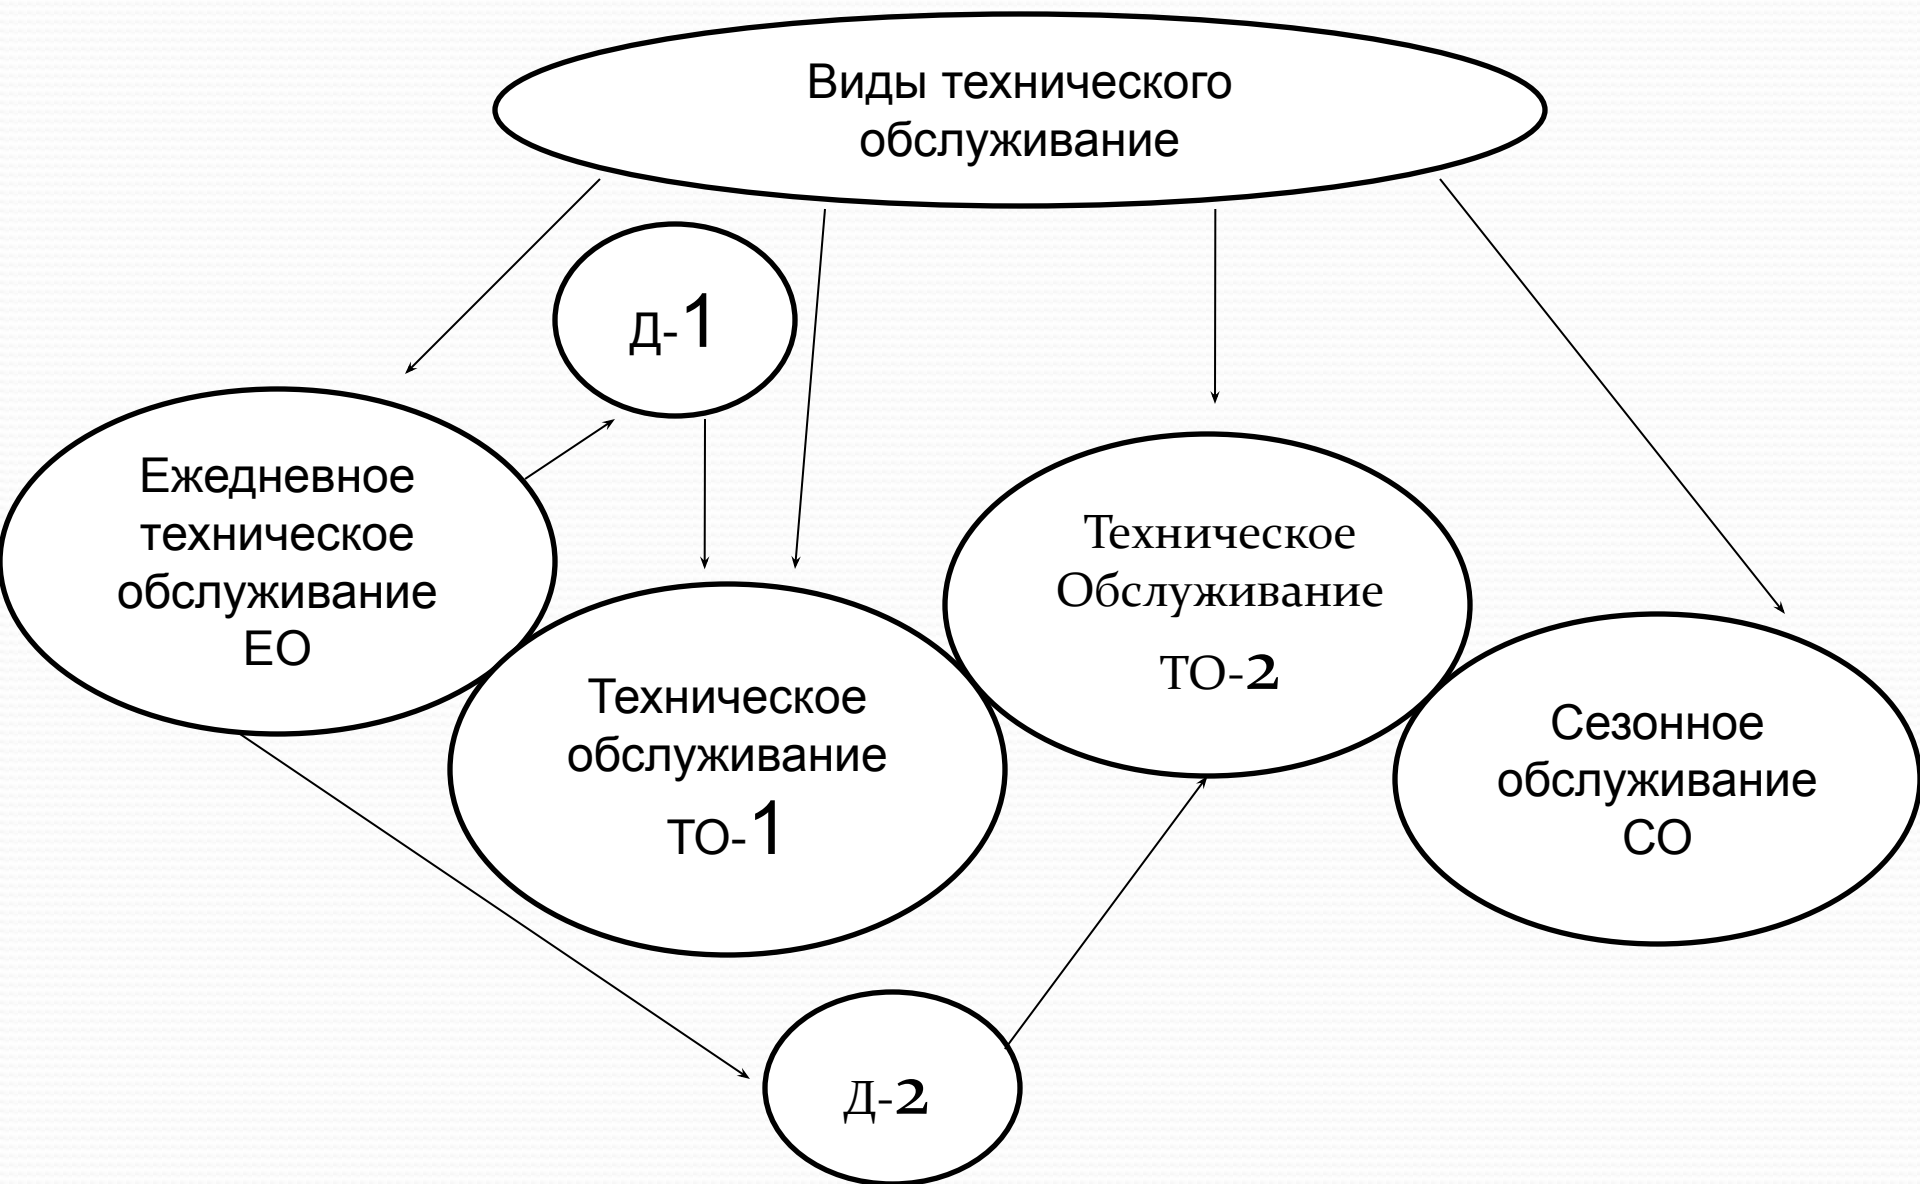 Виды технического
обслуживание
Д-1
Ежедневное
техническое
обслуживание
ЕО
Техническое
обслуживание
ТО-1
Техническое
Обслуживание
ТО-2
Сезонное
обслуживание
СО
Д-2